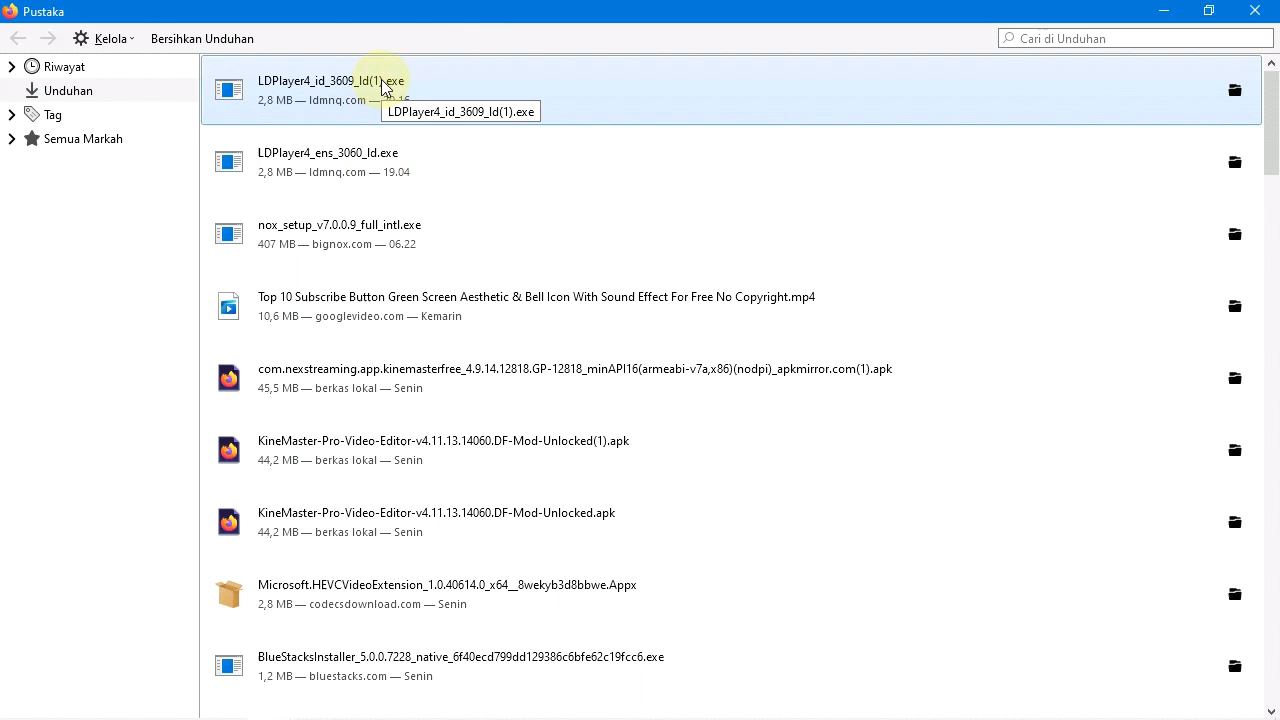 Pustaka
Kelola
Bersihkan Unduhan
Cari di Unduhan
Riwayat
Unduhan
Tag
Semua Markah
LDPlayer4_id_3609_ld(1).exe
2,8 MB — ldmnq.com — 20.16
LDPlayer4_id_3609_ld(1).exe
LDPlayer4_ens_3060_ld.exe
2,8 MB — ldmnq.com — 19.04
nox_setup_v7.0.0.9_full_intl.exe
407 MB — bignox.com — 06.22
Top 10 Subscribe Button Green Screen Aesthetic & Bell Icon With Sound Effect For Free No Copyright.mp4
10,6 MB — googlevideo.com — Kemarin
com.nexstreaming.app.kinemasterfree_4.9.14.12818.GP-12818_minAPI16(armeabi-v7a,x86)(nodpi)_apkmirror.com(1).apk
45,5 MB — berkas lokal — Senin
KineMaster-Pro-Video-Editor-v4.11.13.14060.DF-Mod-Unlocked(1).apk
44,2 MB — berkas lokal — Senin
KineMaster-Pro-Video-Editor-v4.11.13.14060.DF-Mod-Unlocked.apk
44,2 MB — berkas lokal — Senin
Microsoft.HEVCVideoExtension_1.0.40614.0_x64__8wekyb3d8bbwe.Appx
2,8 MB — codecsdownload.com — Senin
BlueStacksInstaller_5.0.0.7228_native_6f40ecd799dd129386c6bfe62c19fcc6.exe
1,2 MB — bluestacks.com — Senin